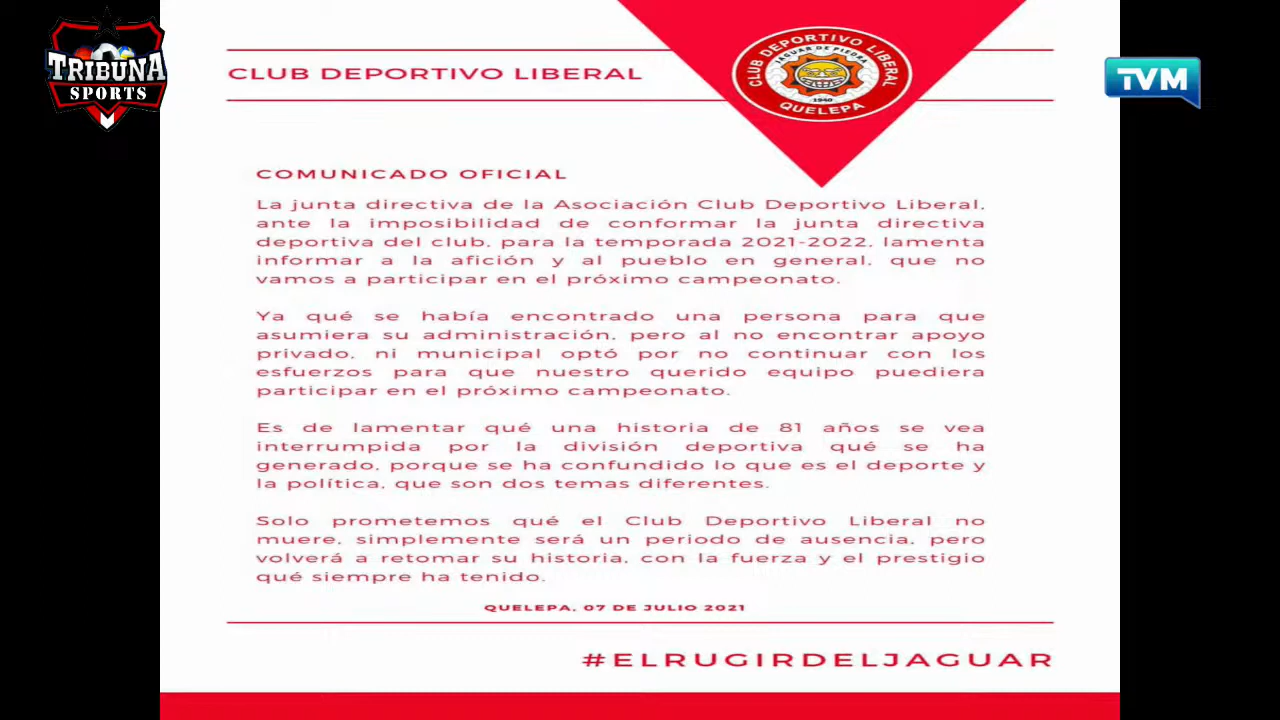 TRIBUNA
SPORTS
TVM
CLUB DEPORTIVO LIBERAL
CLUB DEPORTIVO LIBERAL
JAGUAR DE PIEDRA
1940
QUELEPA
COMUNICADO OFICIAL
La junta directiva de la Asociación Club Deportivo Liberal,
ante la imposibilidad de conformar la junta directiva
deportiva del club, para la temporada 2021-2022, lamenta
informar a la afición y al pueblo en general, que no
vamos a participar en el próximo campeonato.
Ya qué se había encontrado una persona para que
asumiera su administración, pero al no encontrar apoyo
privado, ni municipal optó por no continuar con los
esfuerzos para que nuestro querido equipo puediera
participar en el próximo campeonato.
Es de lamentar qué una historia de 81 años se vea
interrumpida por la división deportiva qué se ha
generado, porque se ha confundido lo que es el deporte y
la política, que son dos temas diferentes.
Solo prometemos qué el Club Deportivo Liberal no
muere, simplemente será un periodo de ausencia, pero
volverá a retomar su historia, con la fuerza y el prestigio
qué siempre ha tenido.
QUELEPA, 07 DE JULIO 2021
#ELRUGIRDELJAGUAR